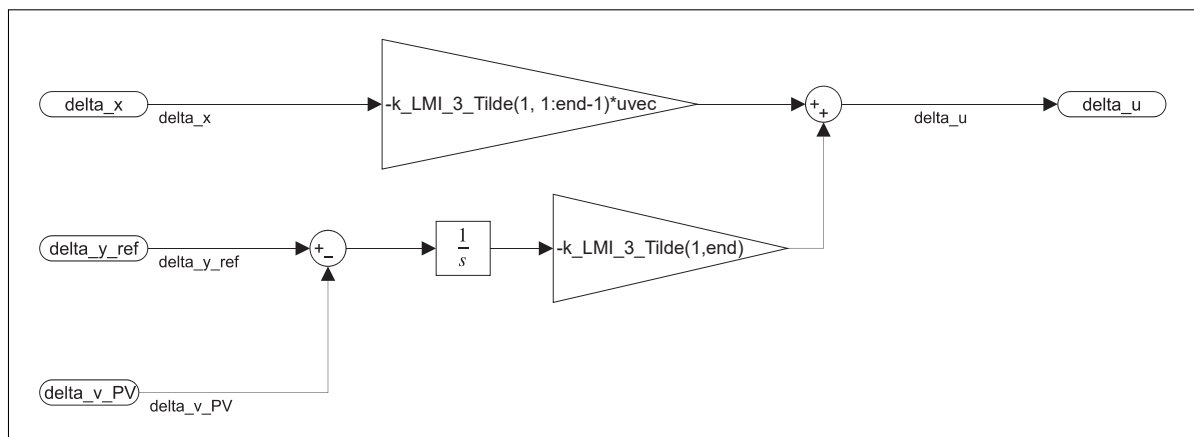 delta_x
delta_x
-k_LMI_3_Tilde(1, 1:end-1)*uvec
++
delta_u
delta_u
delta_y_ref
delta_y_ref
+-
1
s
-k_LMI_3_Tilde(1,end)
delta_v_PV
delta_v_PV